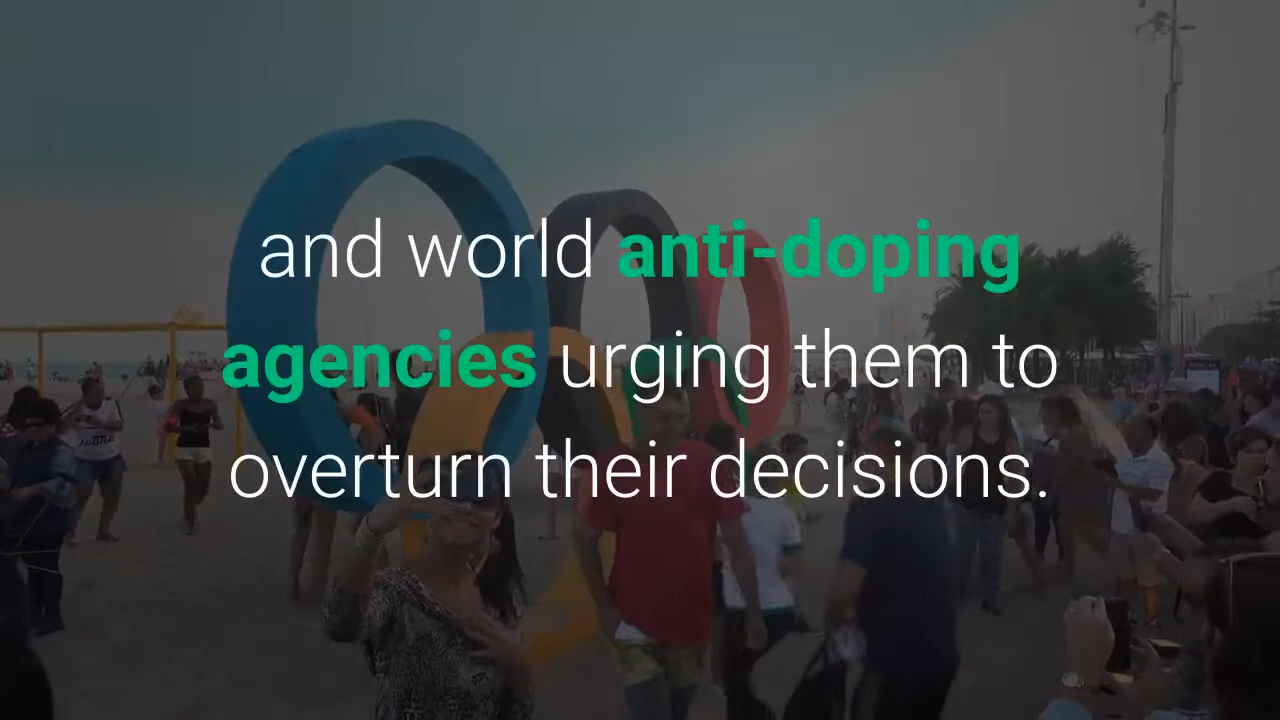 and world anti-doping
agencies urging them to
overturn their decisions.